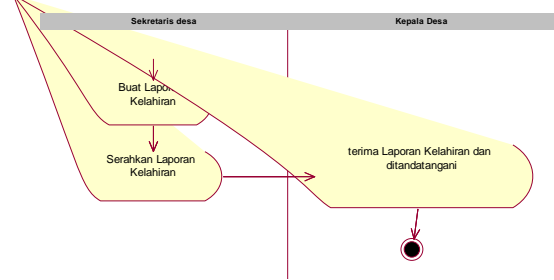 Sekretaris desa
Kepala Desa
Buat Lapor
Kelahiran
Serahkan Laporan
Kelahiran
terima Laporan Kelahiran dan
ditandatangani